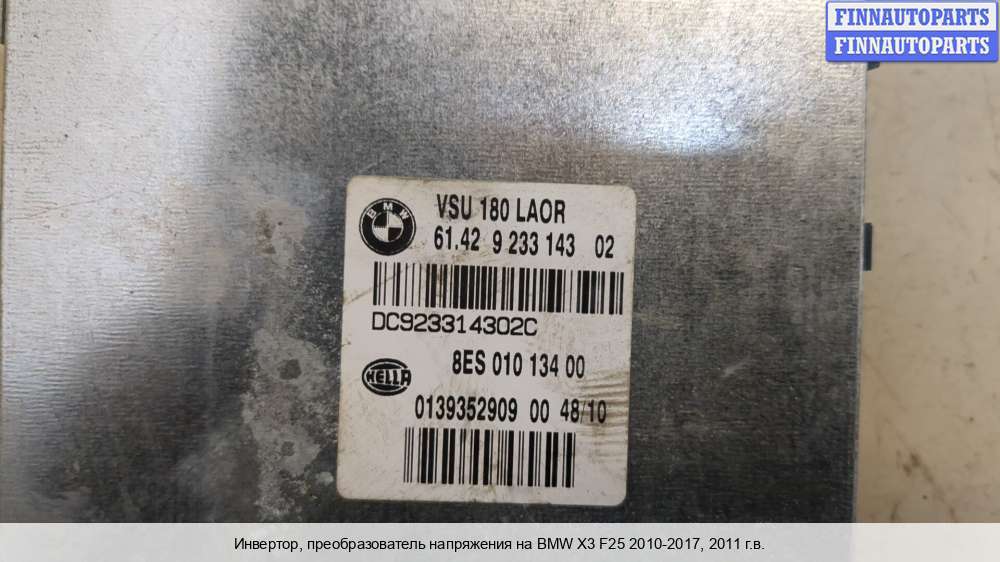 FINNAUTOPARTS
FINNAUTOPARTS
BMW
VSU 180 LAOR
61.42 9 233 143 02
DC923314302C
8ES 010 134 00
HELLA
0139352909 00 48/10
Инвертор, преобразователь напряжения на BMW X3 F25 2010-2017, 2011 г.в.